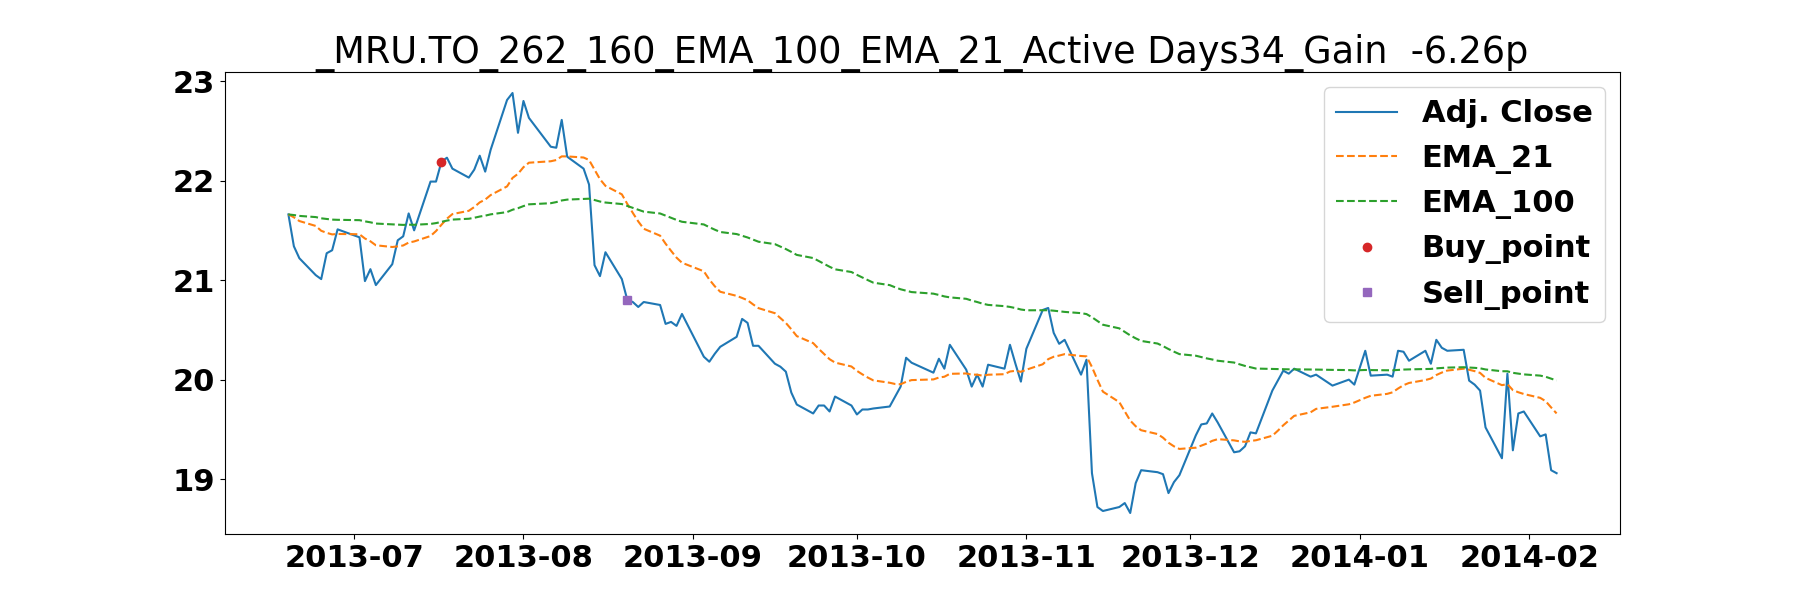 _MRU.TO_262_160_EMA_100_EMA_21_Active Days34_Gain  -6.26p
23
22
21
20
19
Adj. Close
EMA_21
EMA_100
Buy_point
Sell_point
2013-07 2013-08 2013-09 2013-10 2013-11 2013-12 2014-01 2014-02